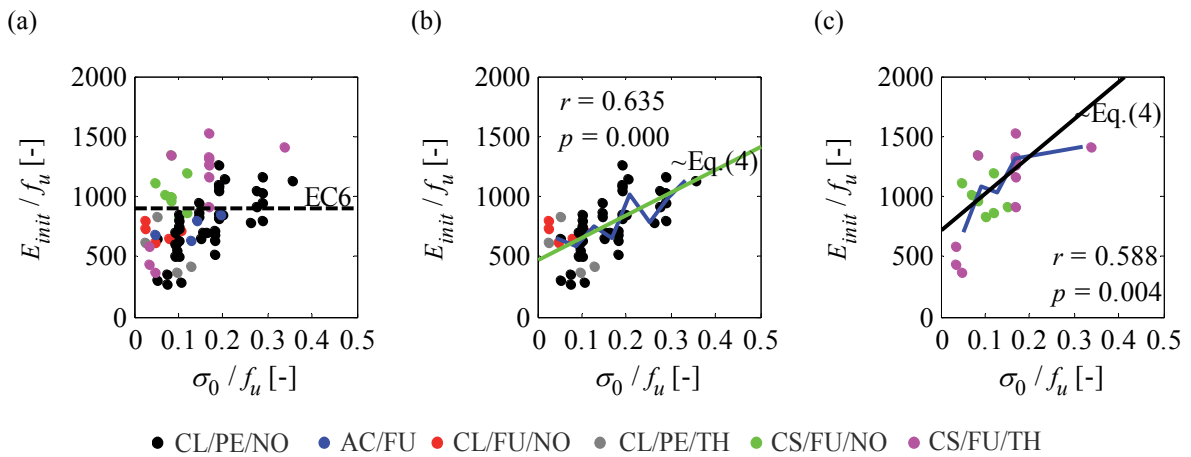 (a)
(b)
(c)
2000
1500
1000
500
0
E_init / f_u [-]
EC6
0 0.1 0.2 0.3 0.4 0.5
σ_0 / f_u [-]
2000
1500
1000
500
0
E_init / f_u [-]
r = 0.635
p = 0.000
~Eq.(4)
0 0.1 0.2 0.3 0.4 0.5
σ_0 / f_u [-]
2000
1500
1000
500
0
E_init / f_u [-]
~Eq.(4)
r = 0.588
p = 0.004
0 0.1 0.2 0.3 0.4 0.5
σ_0 / f_u [-]
CL/PE/NO AC/FU CL/FU/NO CL/PE/TH CS/FU/NO CS/FU/TH